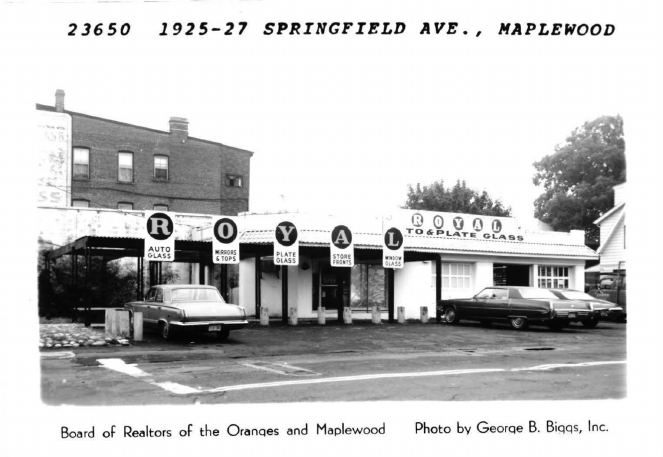 23650 1925-27 SPRINGFIELD AVE., MAPLEWOOD
ROYAL
TO & PLATE GLASS
R O Y A L
AUTO GLASS
MIRRORS & TOPS
PLATE GLASS
STORE FRONTS
WINDOW GLASS
Board of Realtors of the Oranges and Maplewood Photo by George B. Biggs, Inc.